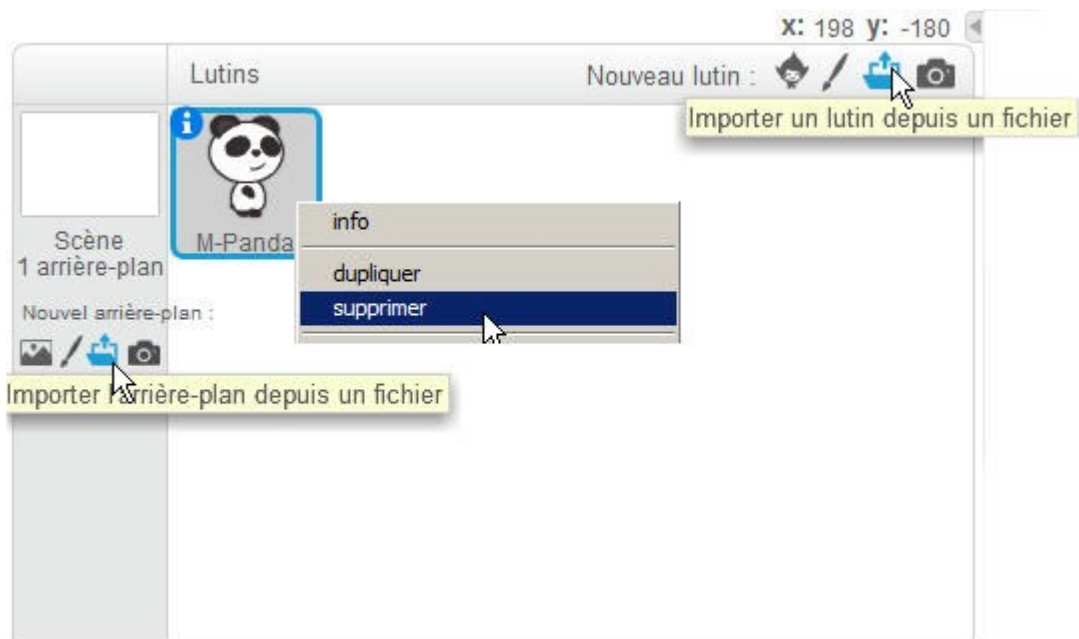 x: 198 y: -180
Lutins
Nouveau lutin :
Importer un lutin depuis un fichier
i
M-Panda
info
dupliquer
supprimer
Scène
1 arrière-plan
Nouvel arrière-plan :
Importer l'arrière-plan depuis un fichier